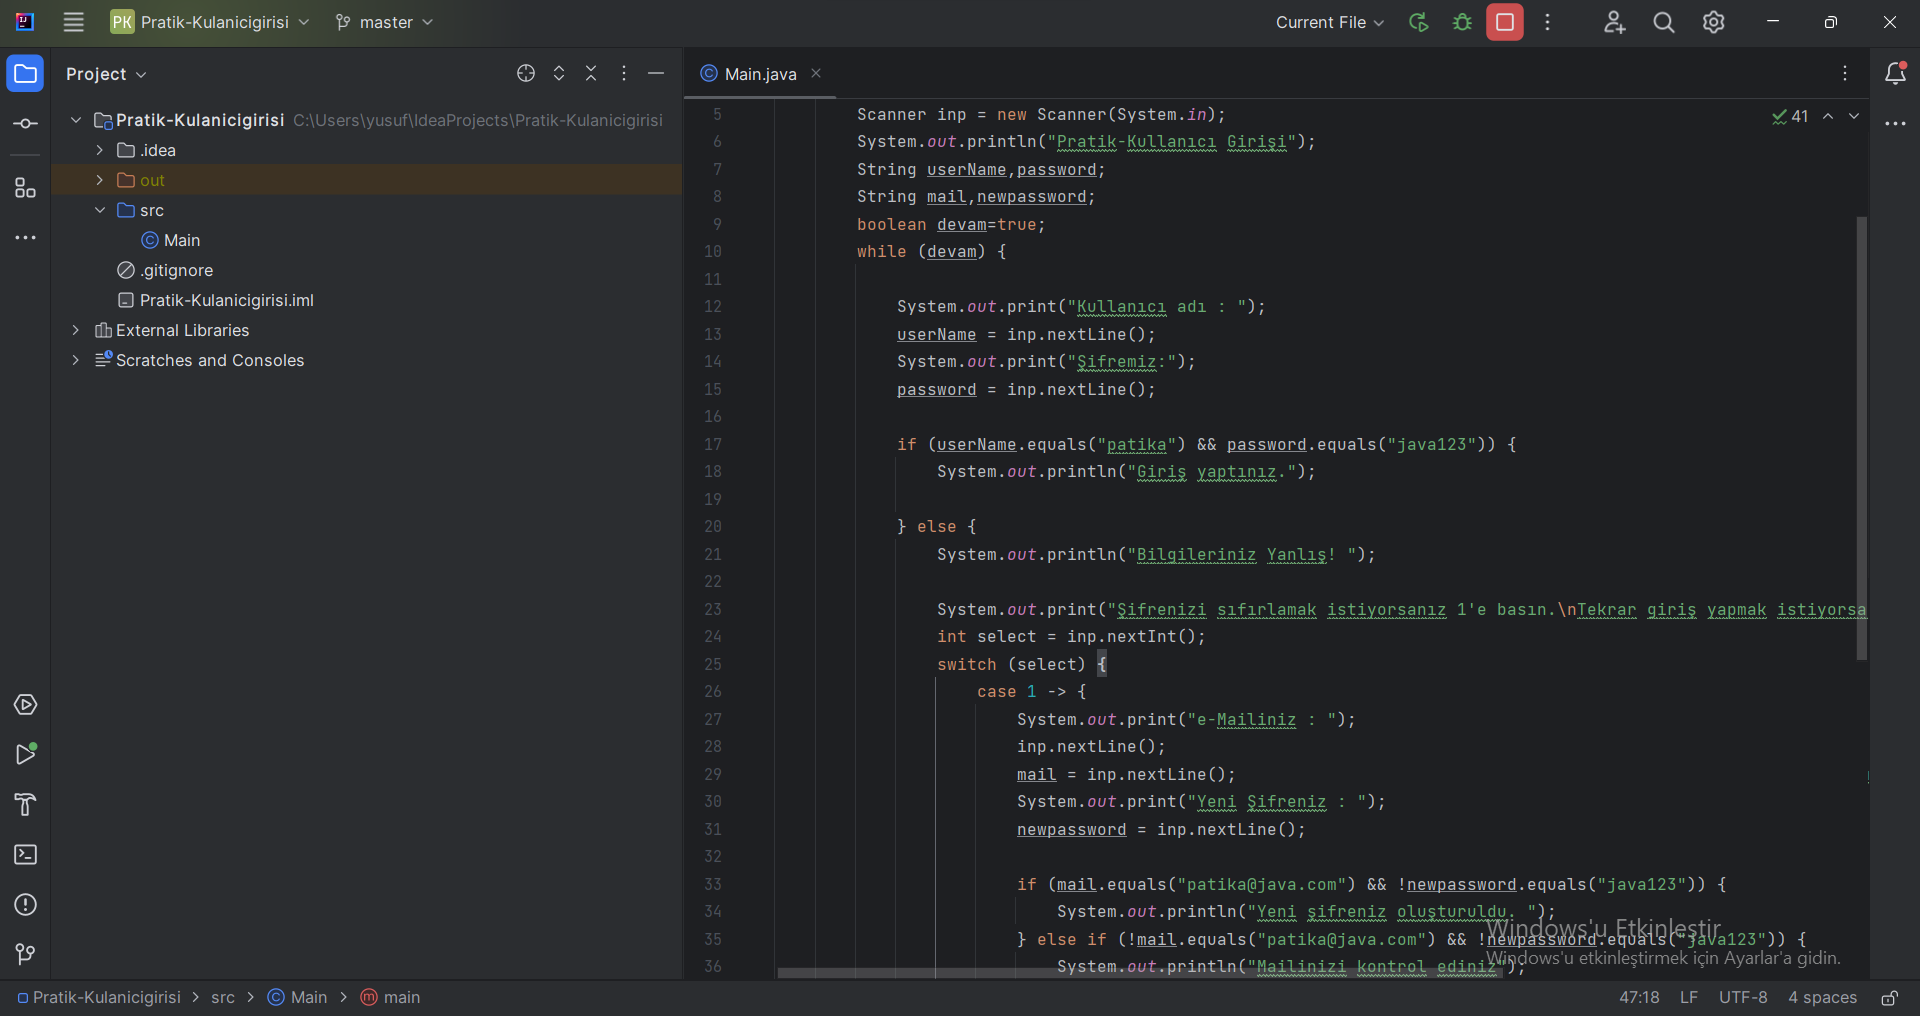 PK Pratik-Kulanicigirisi master Current File
Project
Pratik-Kulanicigirisi C:\Users\yusuf\IdeaProjects\Pratik-Kulanicigirisi
.idea
out
src
Main
.gitignore
Pratik-Kulanicigirisi.iml
External Libraries
Scratches and Consoles
Main.java
41
5 Scanner inp = new Scanner(System.in);
6 System.out.println("Pratik-Kullanıcı Girişi");
7 String userName,password;
8 String mail,newpassword;
9 boolean devam=true;
10 while (devam) {
11
12 System.out.print("Kullanıcı adı : ");
13 userName = inp.nextLine();
14 System.out.print("Şifremiz:");
15 password = inp.nextLine();
16
17 if (userName.equals("patika") && password.equals("java123")) {
18 System.out.println("Giriş yaptınız.");
19
20 } else {
21 System.out.println("Bilgileriniz Yanlış! ");
22
23 System.out.print("Şifrenizi sıfırlamak istiyorsanız 1'e basın.\nTekrar giriş yapmak istiyorsa
24 int select = inp.nextInt();
25 switch (select) {
26 case 1 -> {
27 System.out.print("e-Mailiniz : ");
28 inp.nextLine();
29 mail = inp.nextLine();
30 System.out.print("Yeni Şifreniz : ");
31 newpassword = inp.nextLine();
32
33 if (mail.equals("patika@java.com") && !newpassword.equals("java123")) {
34 System.out.println("Yeni şifreniz oluşturuldu. ");
35 } else if (!mail.equals("patika@java.com") && !newpassword.equals("java123")) {
36 System.out.println("Mailinizi kontrol ediniz");
Windows'u Etkinleştir
Windows'u etkinleştirmek için Ayarlar'a gidin.
Pratik-Kulanicigirisi > src > Main > main
47:18 LF UTF-8 4 spaces